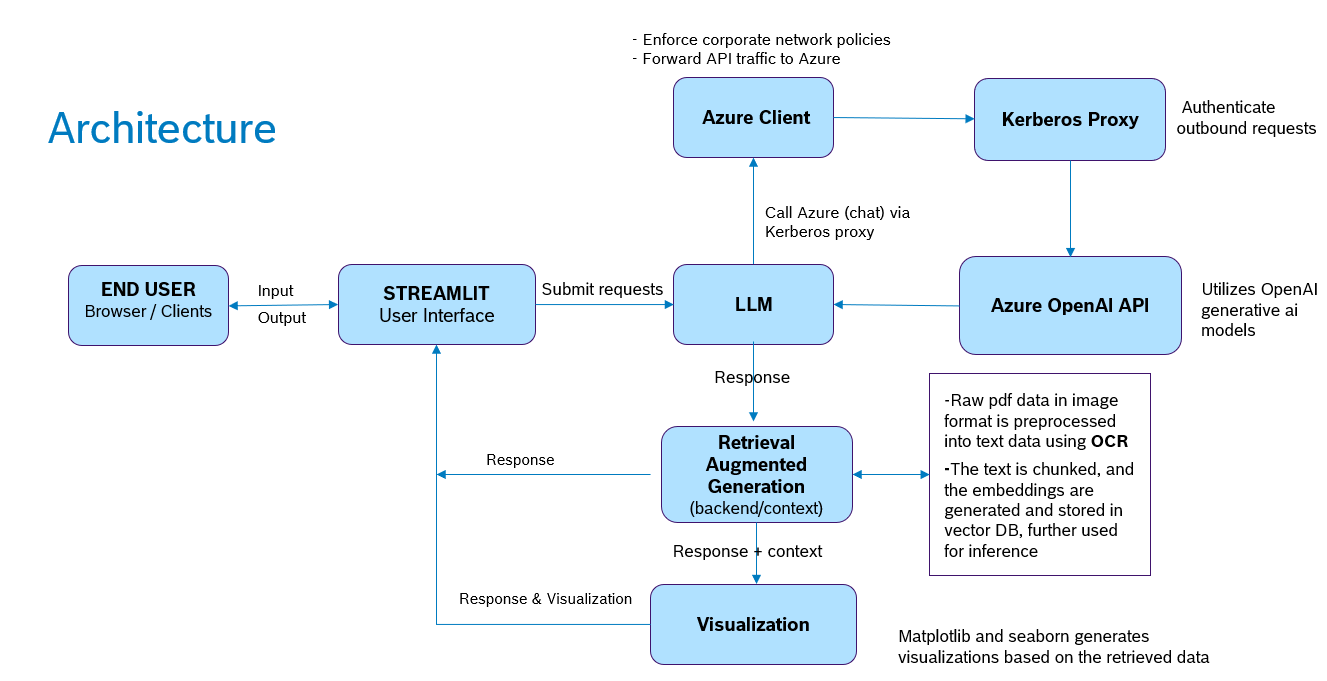 - Enforce corporate network policies
- Forward API traffic to Azure
Architecture
Azure Client
Kerberos Proxy
Authenticate
outbound requests
Call Azure (chat) via
Kerberos proxy
END USER
Browser / Clients
Input
Output
STREAMLIT
User Interface
Submit requests
LLM
Azure OpenAI API
Utilizes OpenAI
generative ai
models
Response
Retrieval
Augmented
Generation
(backend/context)
Response
-Raw pdf data in image
format is preprocessed
into text data using OCR
-The text is chunked, and
the embeddings are
generated and stored in
vector DB, further used
for inference
Response + context
Response & Visualization
Visualization
Matplotlib and seaborn generates
visualizations based on the retrieved data